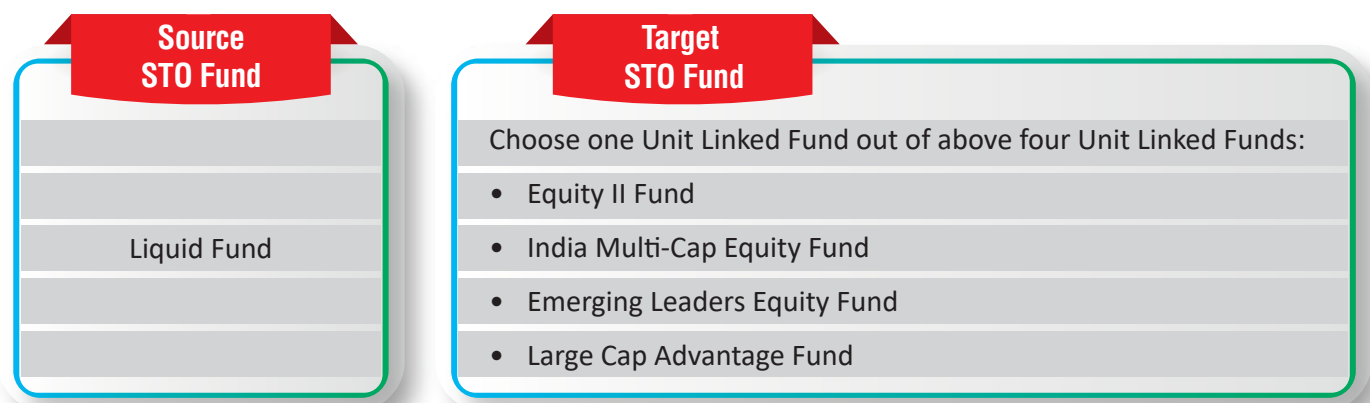 Source
STO Fund
Liquid Fund
Target
STO Fund
Choose one Unit Linked Fund out of above four Unit Linked Funds:
• Equity II Fund
• India Multi-Cap Equity Fund
• Emerging Leaders Equity Fund
• Large Cap Advantage Fund